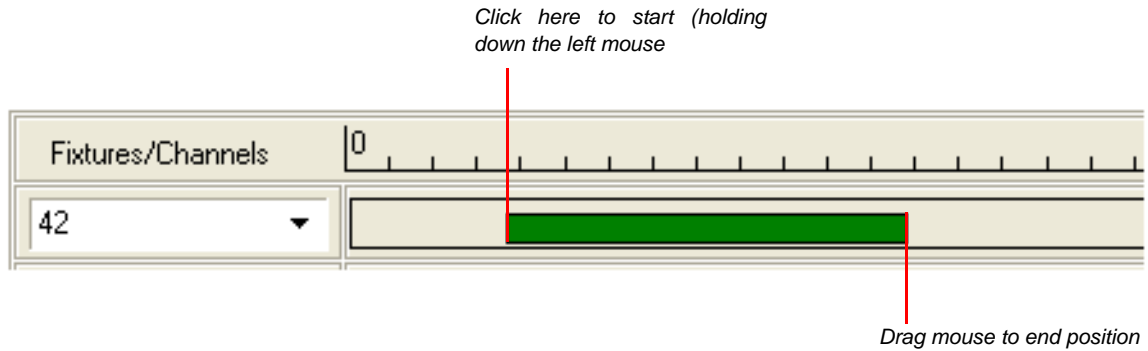 Click here to start (holding
down the left mouse
Fixtures/Channels
0
42
Drag mouse to end position